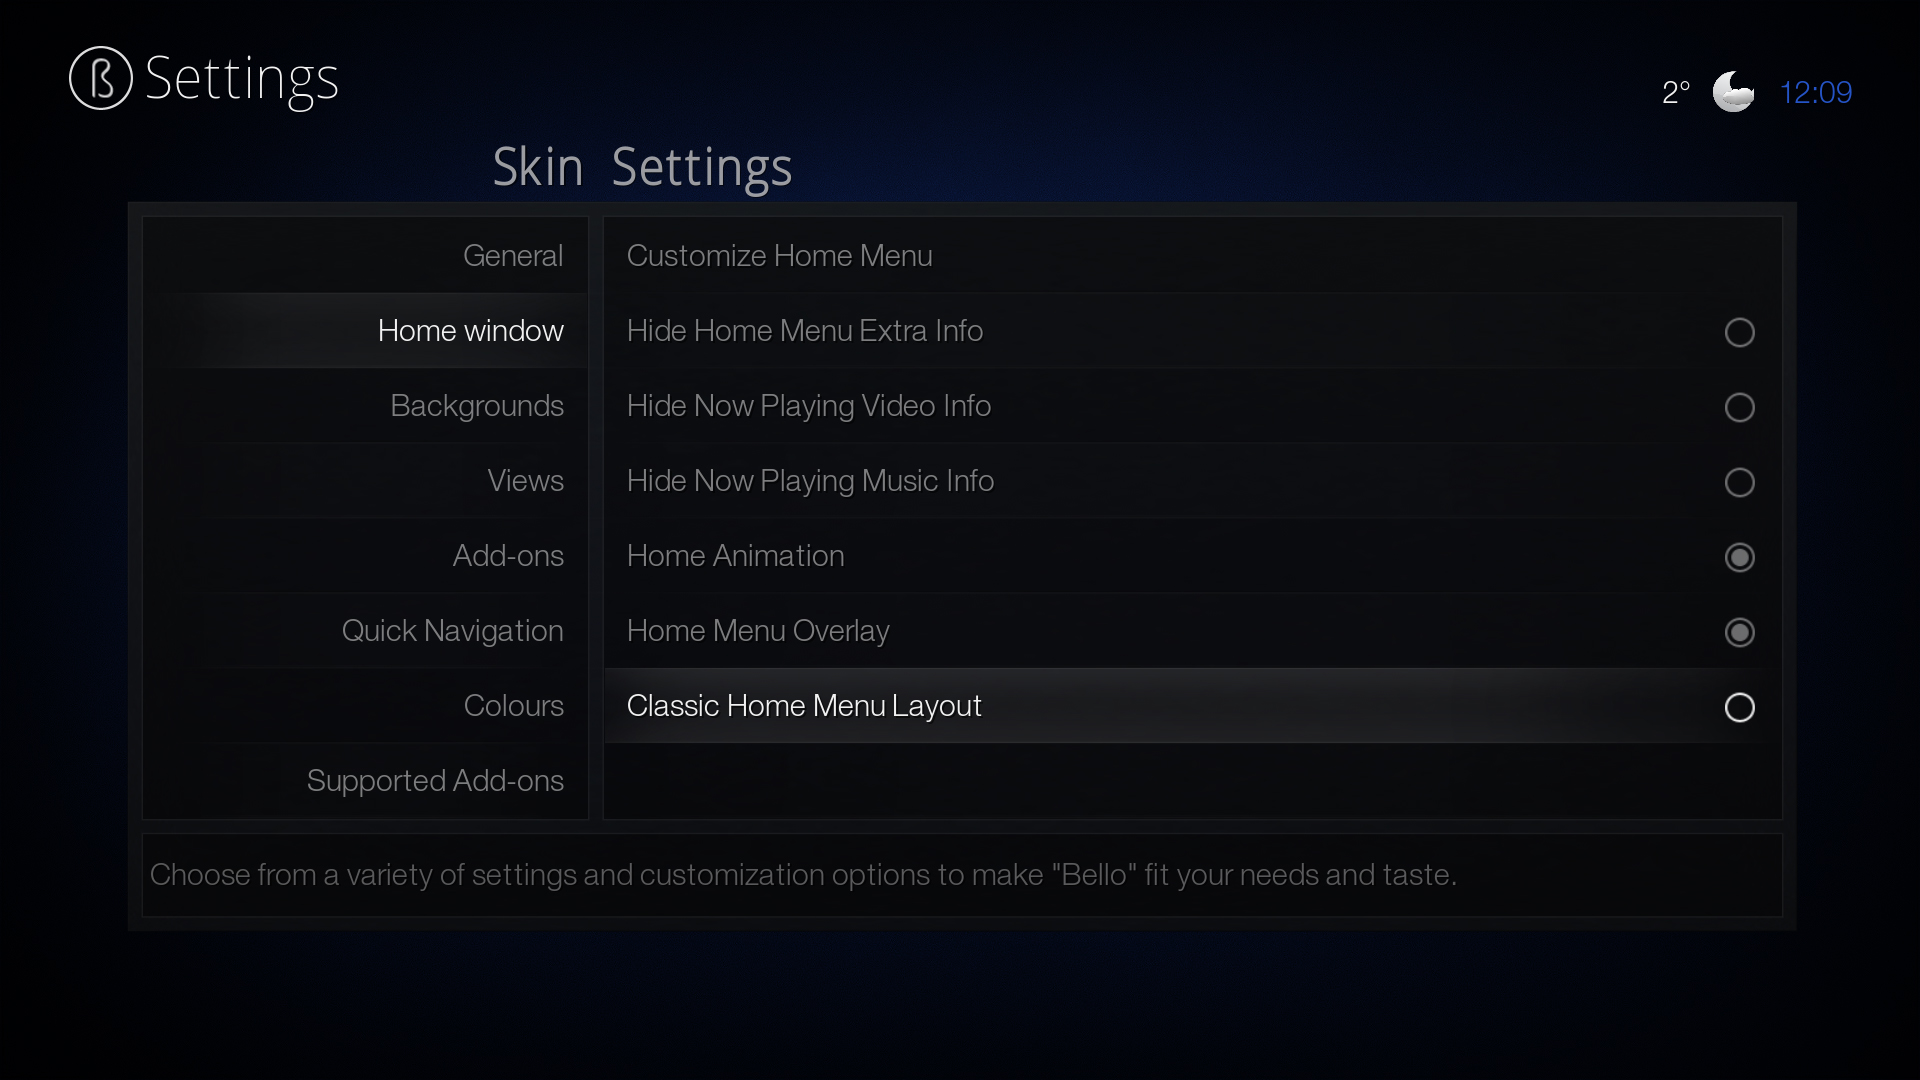 ß Settings
2° 12:09
Skin Settings
General
Home window
Backgrounds
Views
Add-ons
Quick Navigation
Colours
Supported Add-ons
Customize Home Menu
Hide Home Menu Extra Info
Hide Now Playing Video Info
Hide Now Playing Music Info
Home Animation
Home Menu Overlay
Classic Home Menu Layout
Choose from a variety of settings and customization options to make "Bello" fit your needs and taste.